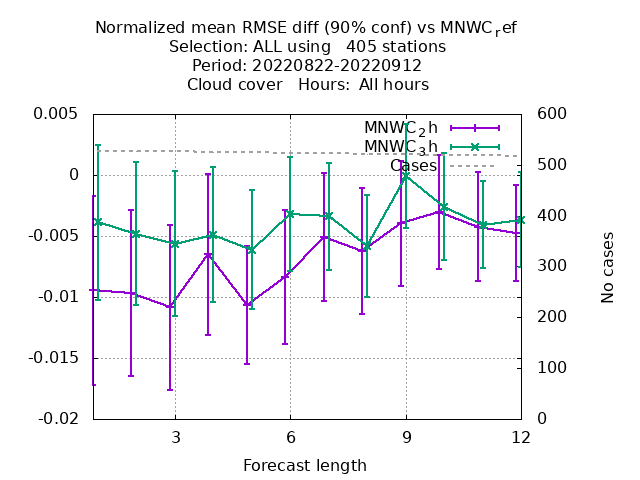 Normalized mean RMSE diff (90% conf) vs MNWC_ref
Selection: ALL using   405 stations
Period: 20220822-20220912
Cloud cover   Hours:  All hours
0.005
0
-0.005
-0.01
-0.015
-0.02
600
500
400
300
200
100
0
MNWC_2h
MNWC_3h
Cases
No cases
3
6
9
12
Forecast length